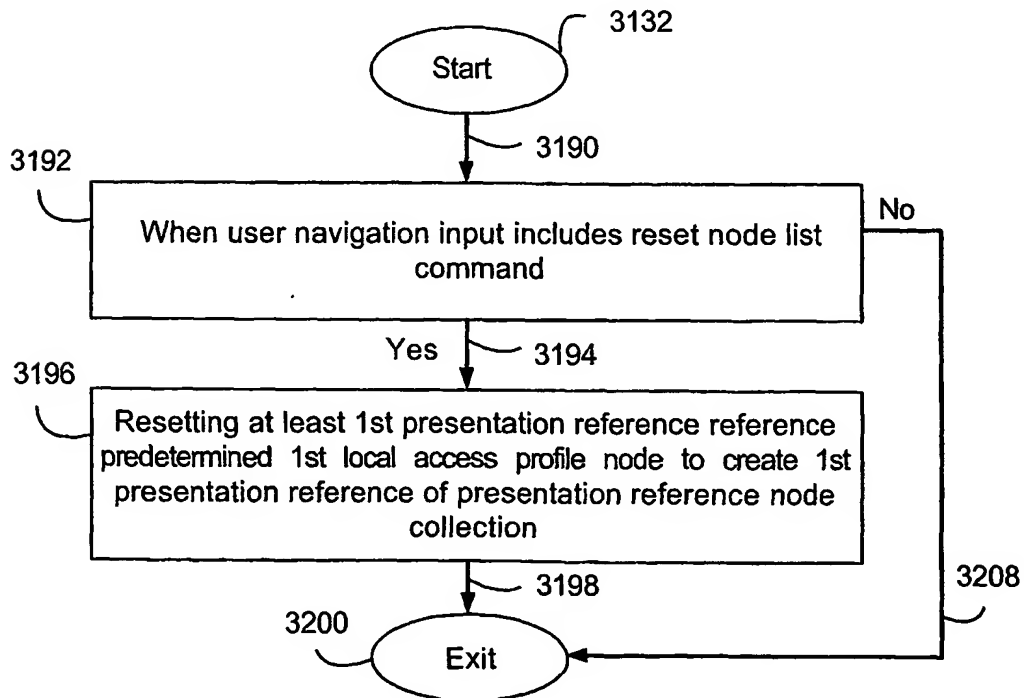 3132
Start
3190
3192
No
When user navigation input includes reset node list
command
Yes
3194
3196
Resetting at least 1st presentation reference reference
predetermined 1st local access profile node to create 1st
presentation reference of presentation reference node
collection
3198
3208
3200
Exit